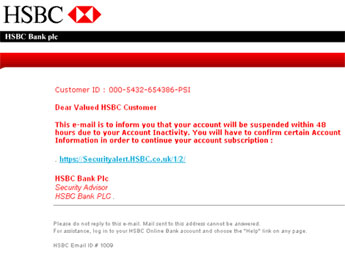 HSBC
HSBC Bank plc
Customer ID : 000-5432-654386-PSI
Dear Valued HSBC Customer
This e-mail is to inform you that your account will be suspended within 48
hours due to your Account Inactivity. You will have to confirm certain Account
Information in order to continue your account subscription :
. https://Securityalert.HSBC.co.uk/1/2/
HSBC Bank Plc
Security Advisor
HSBC Bank PLC .
Please do not reply to this e-mail. Mail sent to this address cannot be answered.
For assistance, log in to your HSBC Online Bank account and choose the "Help" link on any page.
HSBC Email ID # 1009